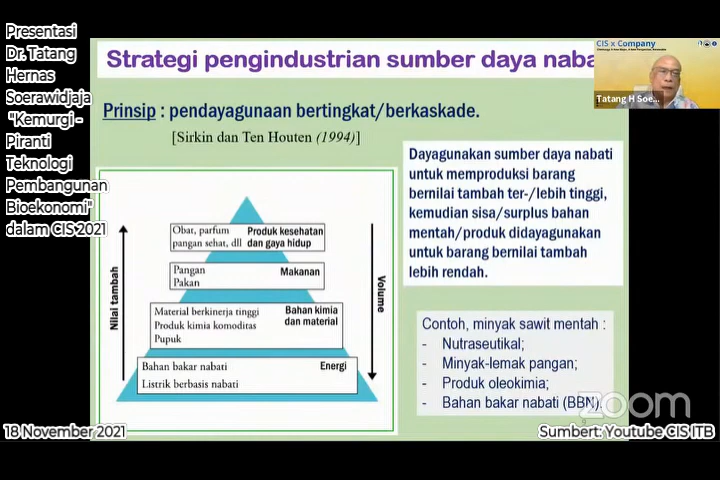 Presentasi
Dr. Tatang
Hernas
Soerawidjaja
"Kemurgi -
Piranti
Teknologi
Pembangunan
Bioekonomi"
dalam CIS 2021
Strategi pengindustrian sumber daya naba
CIS x Company
Tatang H Soe...
Prinsip : pendayagunaan bertingkat/berkaskade.
[Sirkin dan Ten Houten (1994)]
Dayagunakan sumber daya nabati
untuk memproduksi barang
bernilai tambah ter-/lebih tinggi,
kemudian sisa/surplus bahan
mentah/produk didayagunakan
untuk barang bernilai tambah
lebih rendah.
Nilai tambah
Obat, parfum
pangan sehat, dll
Produk kesehatan
dan gaya hidup
Pangan
Pakan
Makanan
Material berkinerja tinggi
Produk kimia komoditas
Pupuk
Bahan kimia
dan material
Bahan bakar nabati
Listrik berbasis nabati
Energi
Volume
Contoh, minyak sawit mentah :
- Nutraseutikal;
- Minyak-lemak pangan;
- Produk oleokimia;
- Bahan bakar nabati (BBN).
zoom
18 November 2021
Sumbert: Youtube CIS ITB